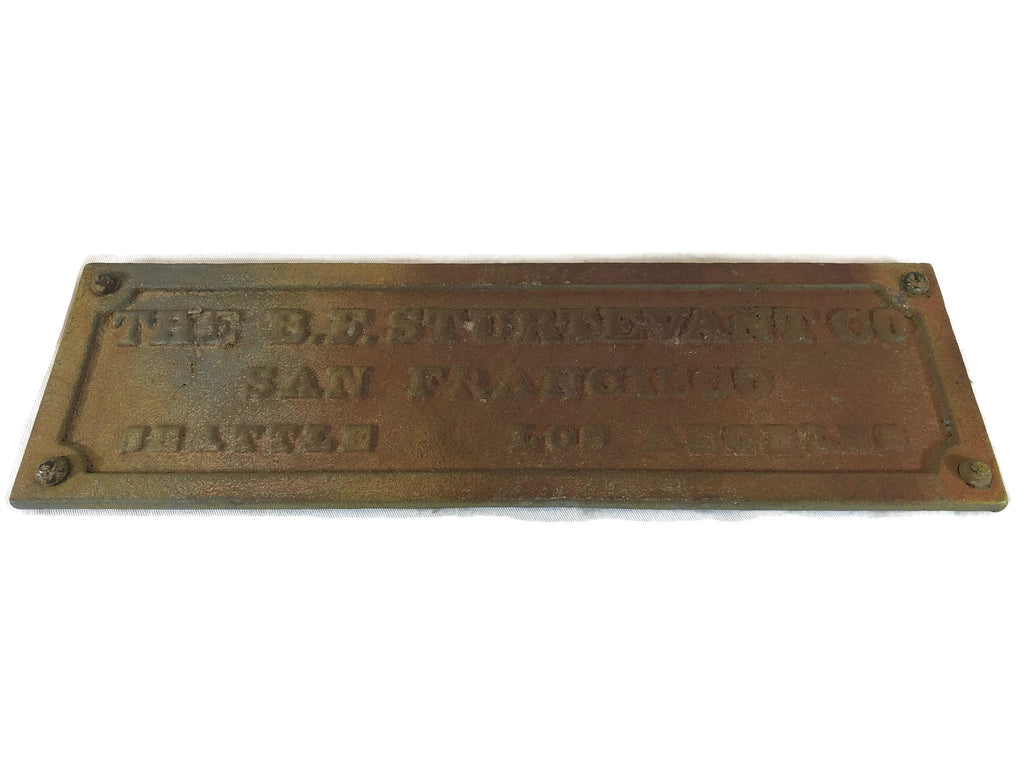 THE B.F. STURTEVANT CO
SAN FRANCISCO
SEATTLE LOS ANGELES